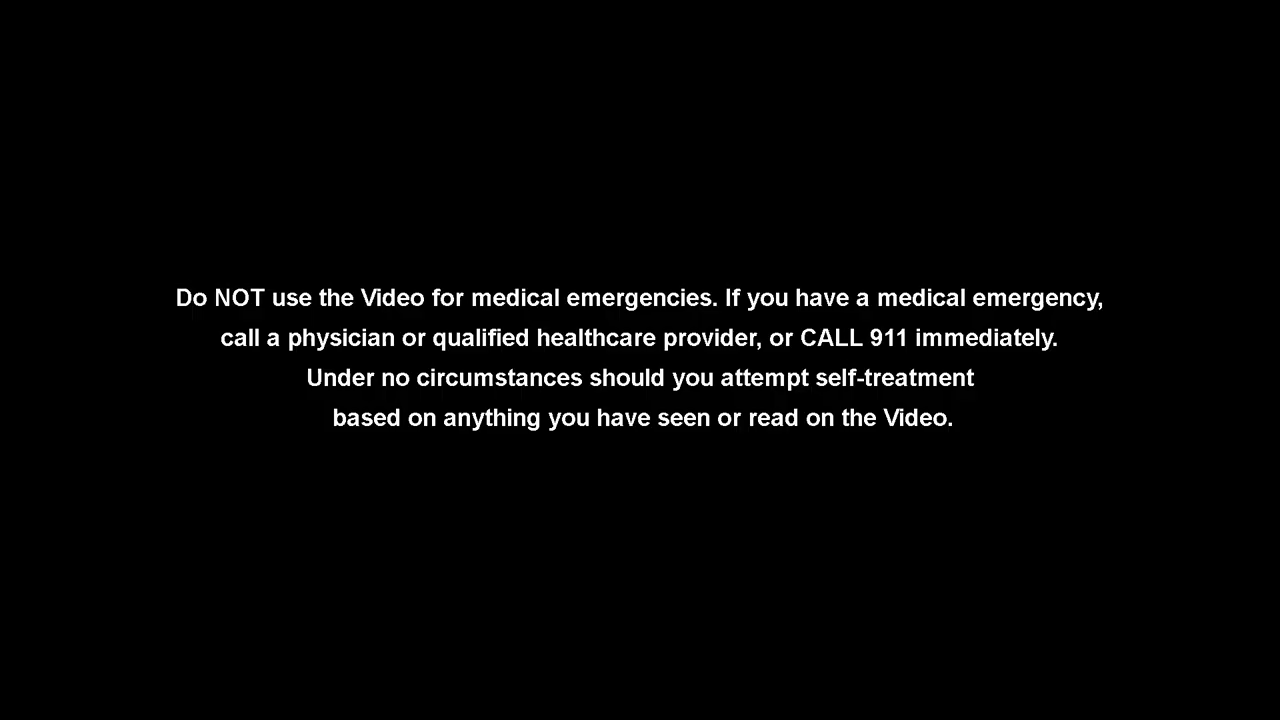 Do NOT use the Video for medical emergencies. If you have a medical emergency,
call a physician or qualified healthcare provider, or CALL 911 immediately.
Under no circumstances should you attempt self-treatment
based on anything you have seen or read on the Video.